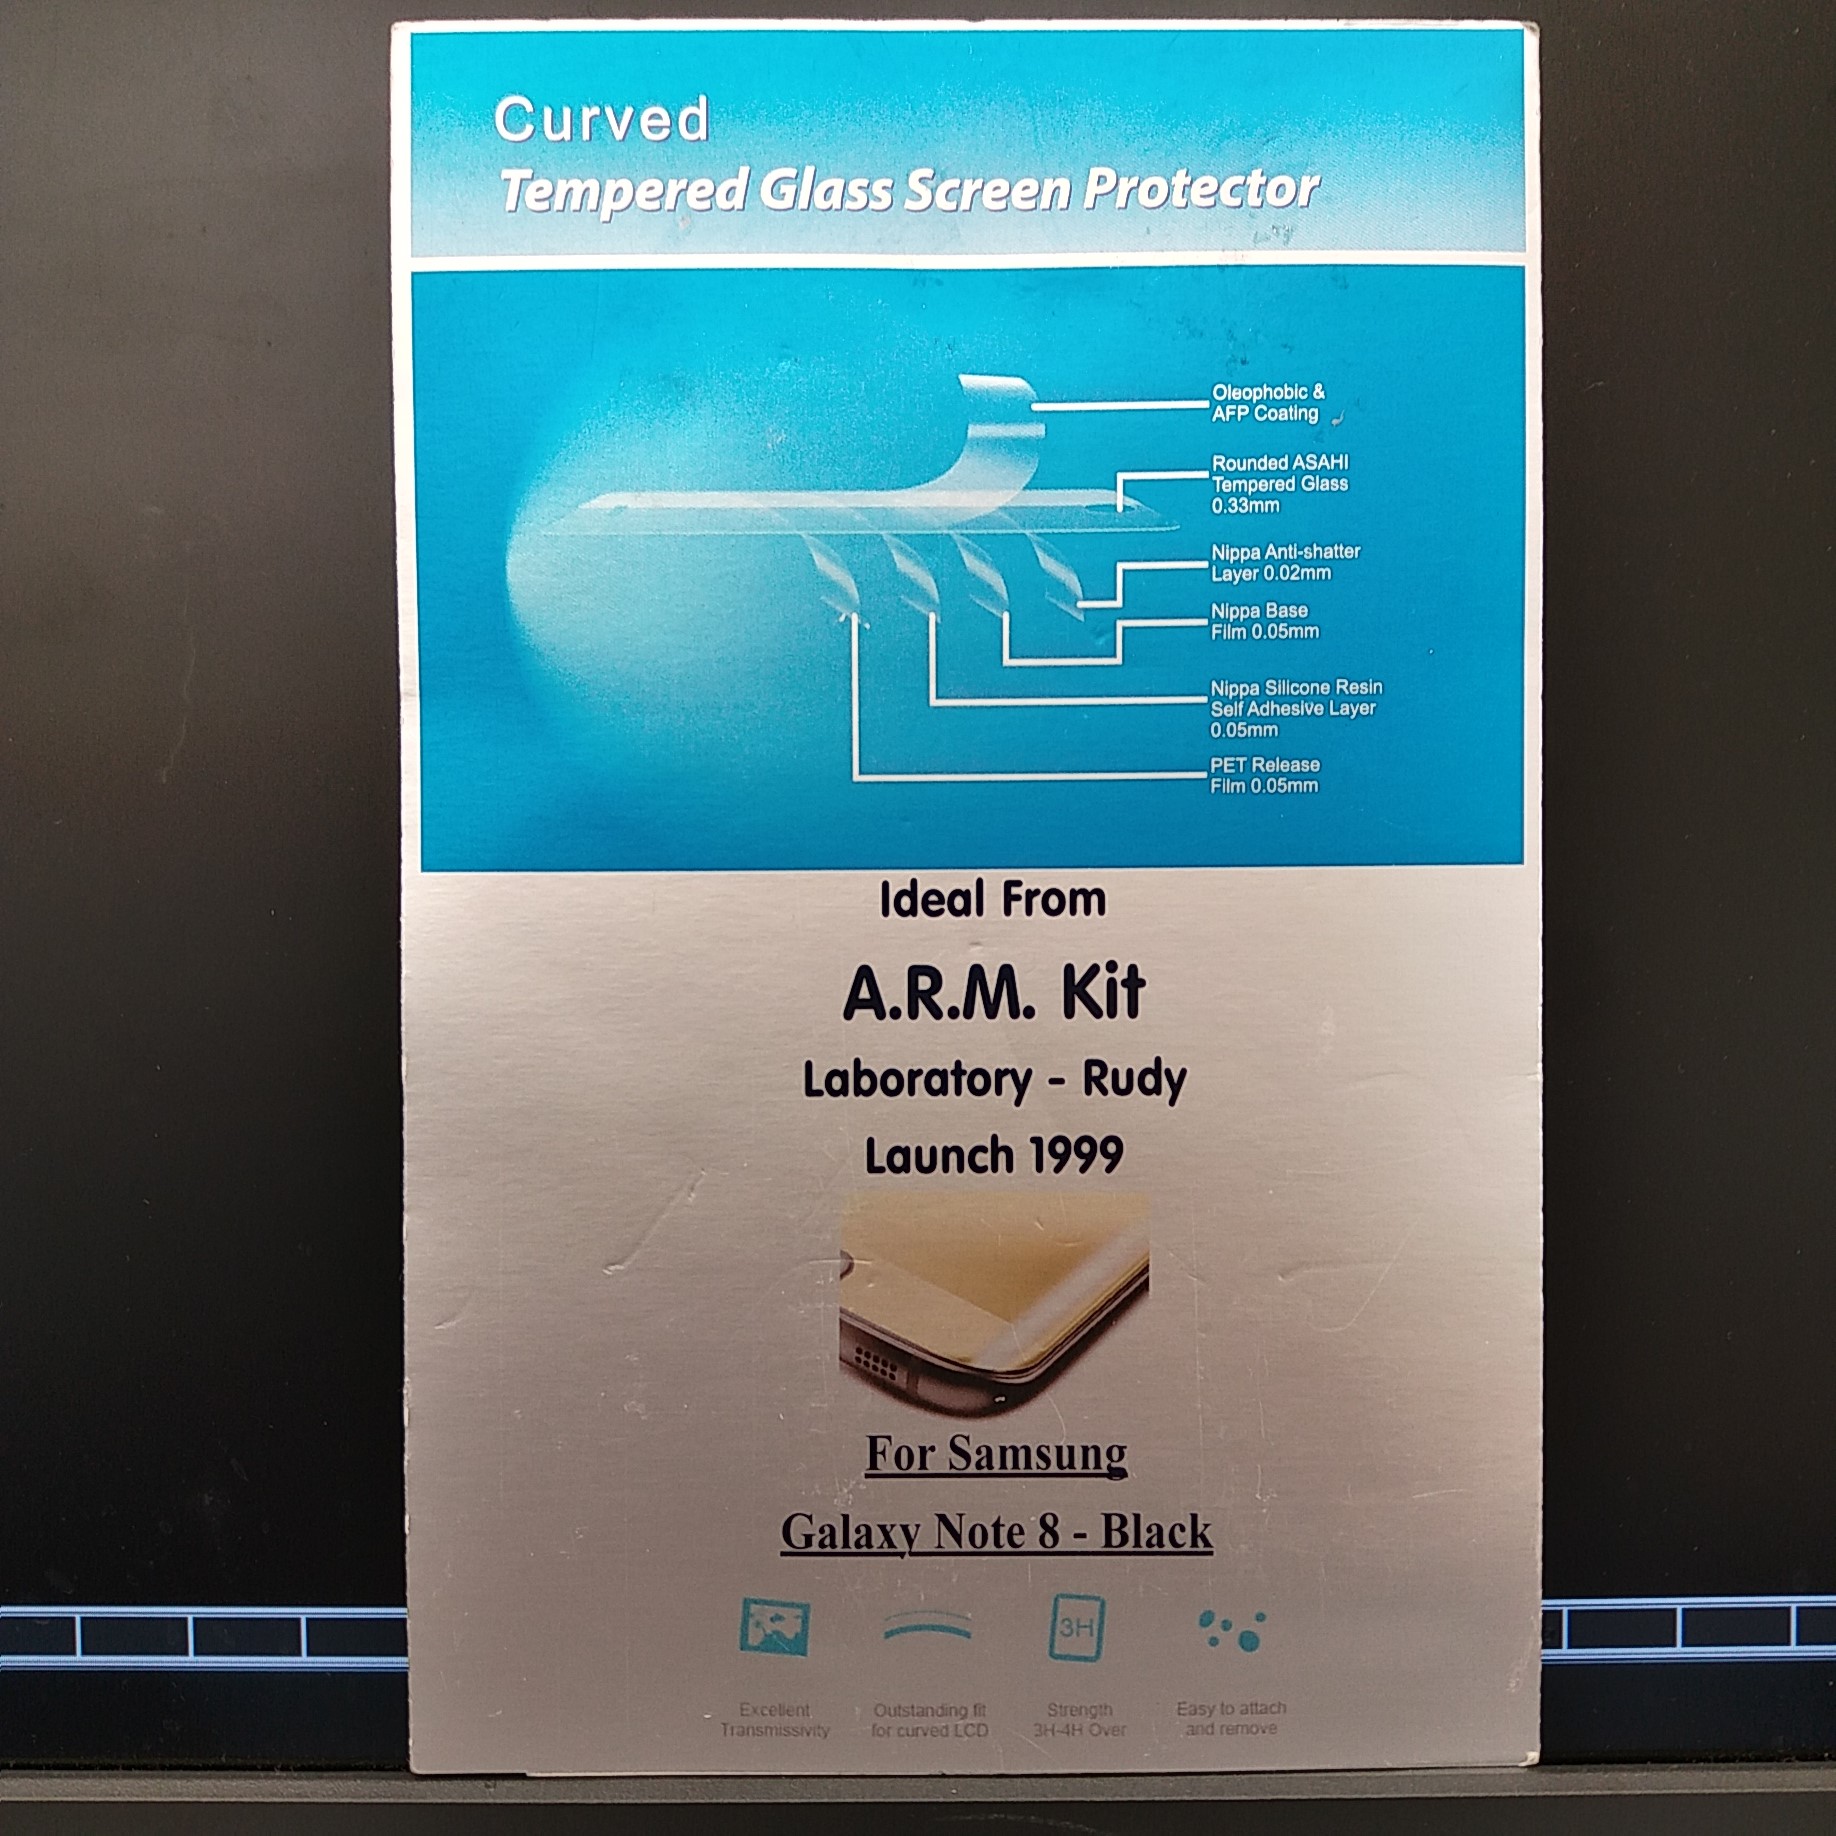 Curved
Tempered Glass Screen Protector
Oleophobic &
AFP Coating
Rounded ASAHI
Tempered Glass
0.33mm
Nippa Anti-shatter
Layer 0.02mm
Nippa Base
Film 0.05mm
Nippa Silicone Resin
Self Adhesive Layer
0.05mm
PET Release
Film 0.05mm
Ideal From
A.R.M. Kit
Laboratory - Rudy
Launch 1999
For Samsung
Galaxy Note 8 - Black
3H
Excellent
Transmissivity
Outstanding fit
for curved LCD
Strength
3H-4H Over
Easy to attach
and remove